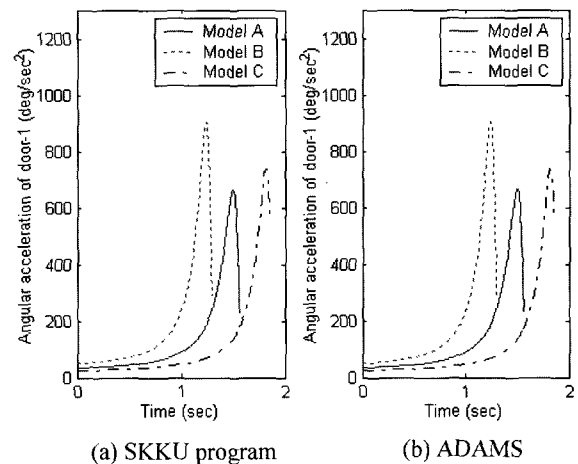 1200
1000
800
600
400
200
0
0
1
2
Angular acceleration of door-1 (deg/sec²)
Time (sec)
Model A
Model B
Model C
(a) SKKU program
1200
1000
800
600
400
200
0
0
1
2
Angular acceleration of door-1 (deg/sec²)
Time (sec)
Model A
Model B
Model C
(b) ADAMS